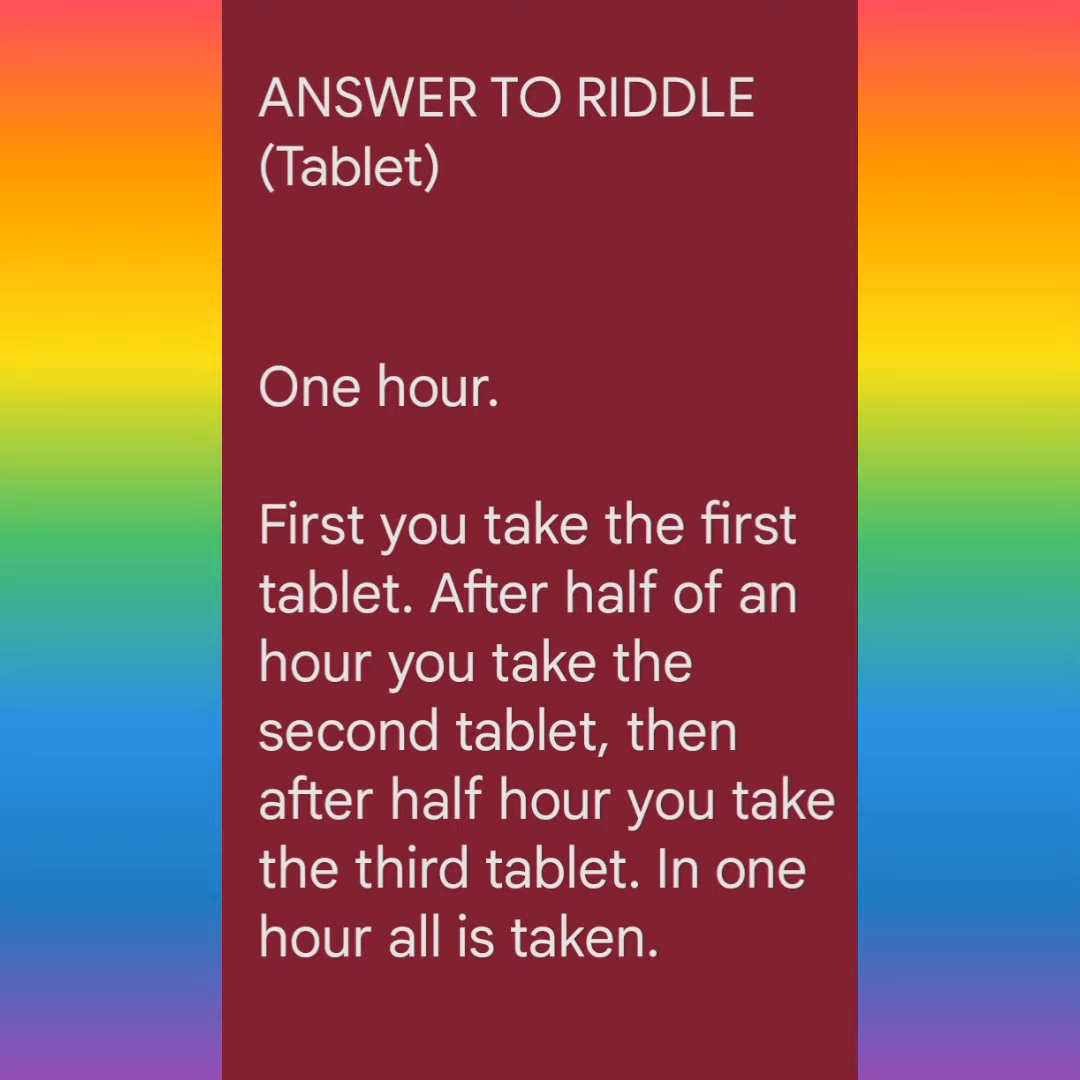 ANSWER TO RIDDLE
(Tablet)
One hour.
First you take the first
tablet. After half of an
hour you take the
second tablet, then
after half hour you take
the third tablet. In one
hour all is taken.